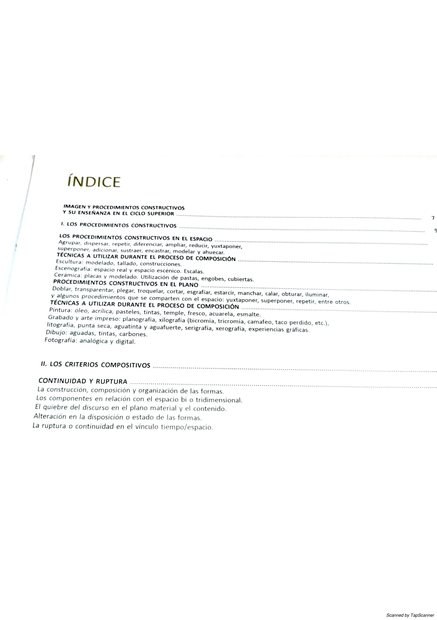 ÍNDICE
IMAGEN Y PROCEDIMIENTOS CONSTRUCTIVOS
Y SU ENSEÑANZA EN EL CICLO SUPERIOR 7
I. LOS PROCEDIMIENTOS CONSTRUCTIVOS 9
LOS PROCEDIMIENTOS CONSTRUCTIVOS EN EL ESPACIO
Agrupar, dispersar, repetir, diferenciar, ampliar, reducir, yuxtaponer,
superponer, adicionar, sustraer, encastrar, modelar y ahuecar.
TÉCNICAS A UTILIZAR DURANTE EL PROCESO DE COMPOSICIÓN
Escultura: modelado, tallado, construcciones.
Escenografía: espacio real y espacio escénico. Escalas.
Cerámica: placas y modelado. Utilización de pastas, engobes, cubiertas.
PROCEDIMIENTOS CONSTRUCTIVOS EN EL PLANO
Doblar, transparentar, plegar, troquelar, cortar, esgrafiar, estarcir, manchar, calar, obturar, iluminar,
y algunos procedimientos que se comparten con el espacio: yuxtaponer, superponer, repetir, entre otros
TÉCNICAS A UTILIZAR DURANTE EL PROCESO DE COMPOSICIÓN
Pintura: óleo, acrílica, pasteles, tintas, temple, fresco, acuarela, esmalte.
Grabado y arte impreso: planografía, xilografía (bicromía, tricromía, camafeo, taco perdido, etc.),
litografía, punta seca, aguatinta y aguafuerte, serigrafía, xerografía, experiencias gráficas.
Dibujo: aguadas, tintas, carbones.
Fotografía: analógica y digital.
II. LOS CRITERIOS COMPOSITIVOS
CONTINUIDAD Y RUPTURA
La construcción, composición y organización de las formas.
Los componentes en relación con el espacio bi o tridimensional.
El quiebre del discurso en el plano material y el contenido.
Alteración en la disposición o estado de las formas.
La ruptura o continuidad en el vínculo tiempo/espacio.
Scanned by TapScanner